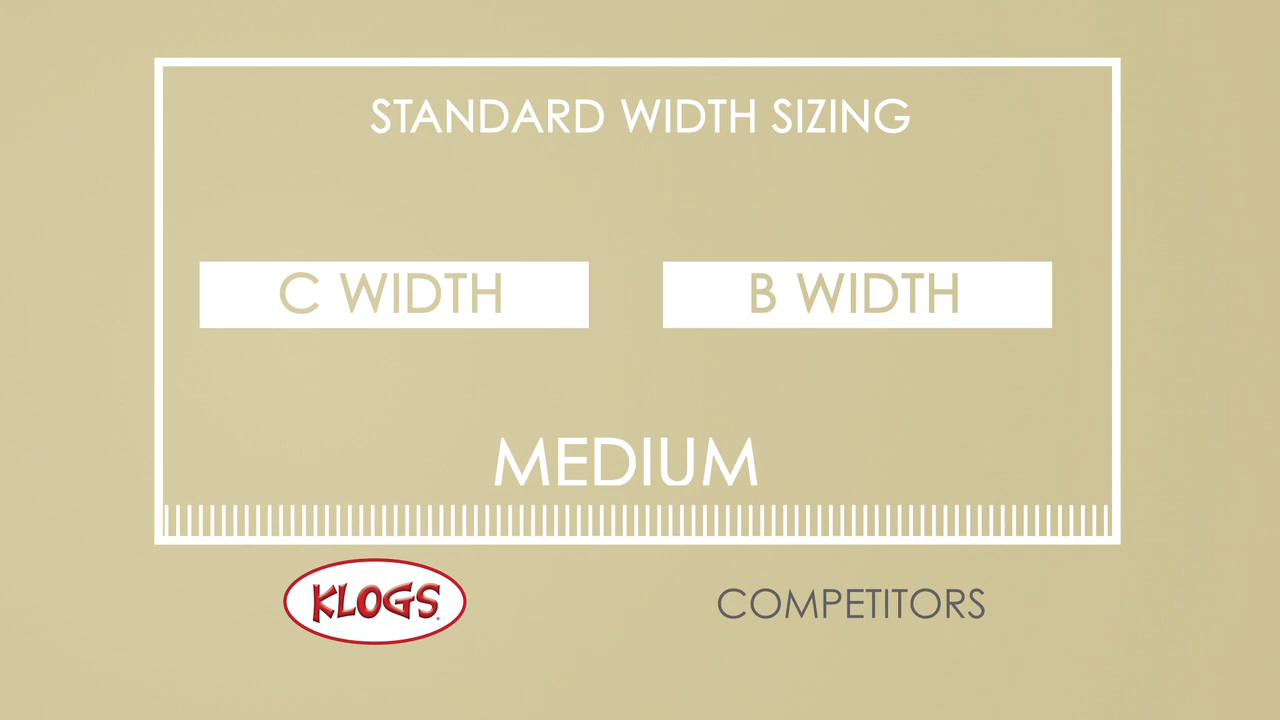 STANDARD WIDTH SIZING
C WIDTH
B WIDTH
MEDIUM
KLOGS
COMPETITORS